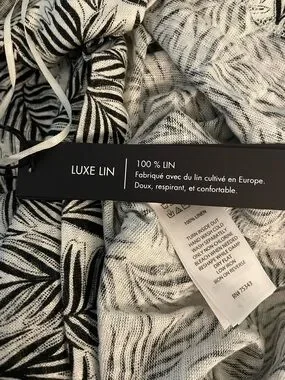 LUXE LIN
100 % LIN
Fabriqué avec du lin cultivé en Europe.
Doux, respirant, et confortable.
100% LINEN
TURN INSIDE OUT
HAND WASH COLD
WASH SEPARATELY
ONLY NON CHLORINE
BLEACH WHEN NEEDED
RESHAPE WHILE DAMP
DRY FLAT
LOW IRON
IRON ON REVERSE
RN# 75343